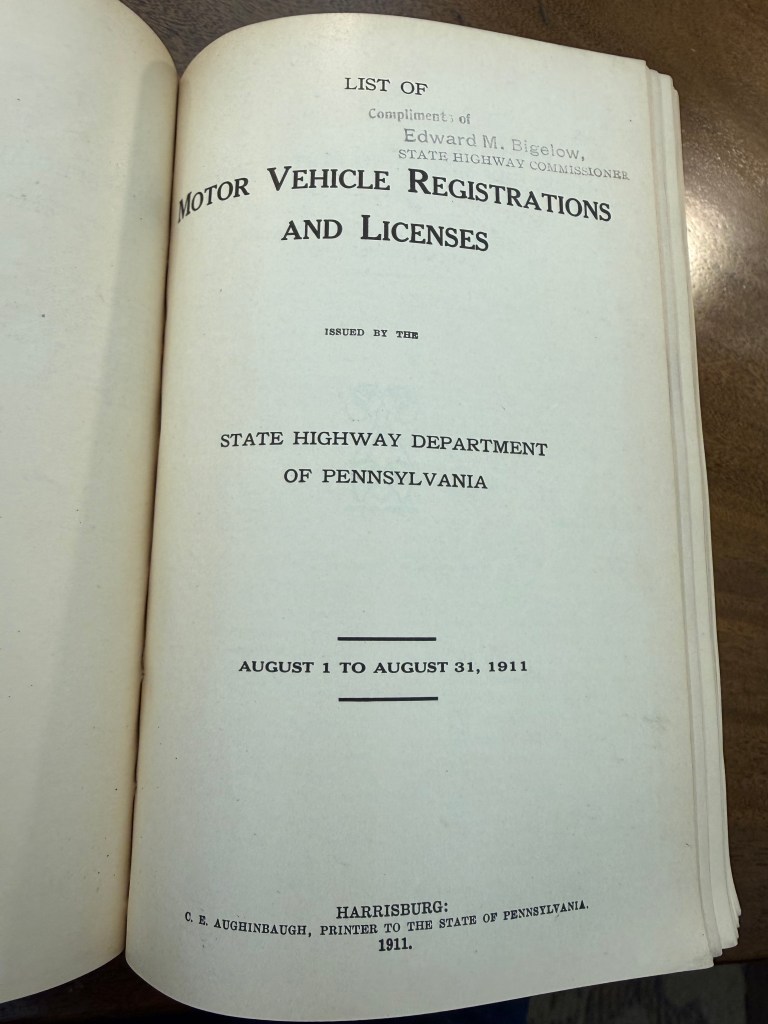 LIST OF
Compliments of
Edward M. Bigelow,
STATE HIGHWAY COMMISSIONER
MOTOR VEHICLE REGISTRATIONS
AND LICENSES
ISSUED BY THE
STATE HIGHWAY DEPARTMENT
OF PENNSYLVANIA
AUGUST 1 TO AUGUST 31, 1911
HARRISBURG:
C. E. AUGHINBAUGH, PRINTER TO THE STATE OF PENNSYLVANIA.
1911.